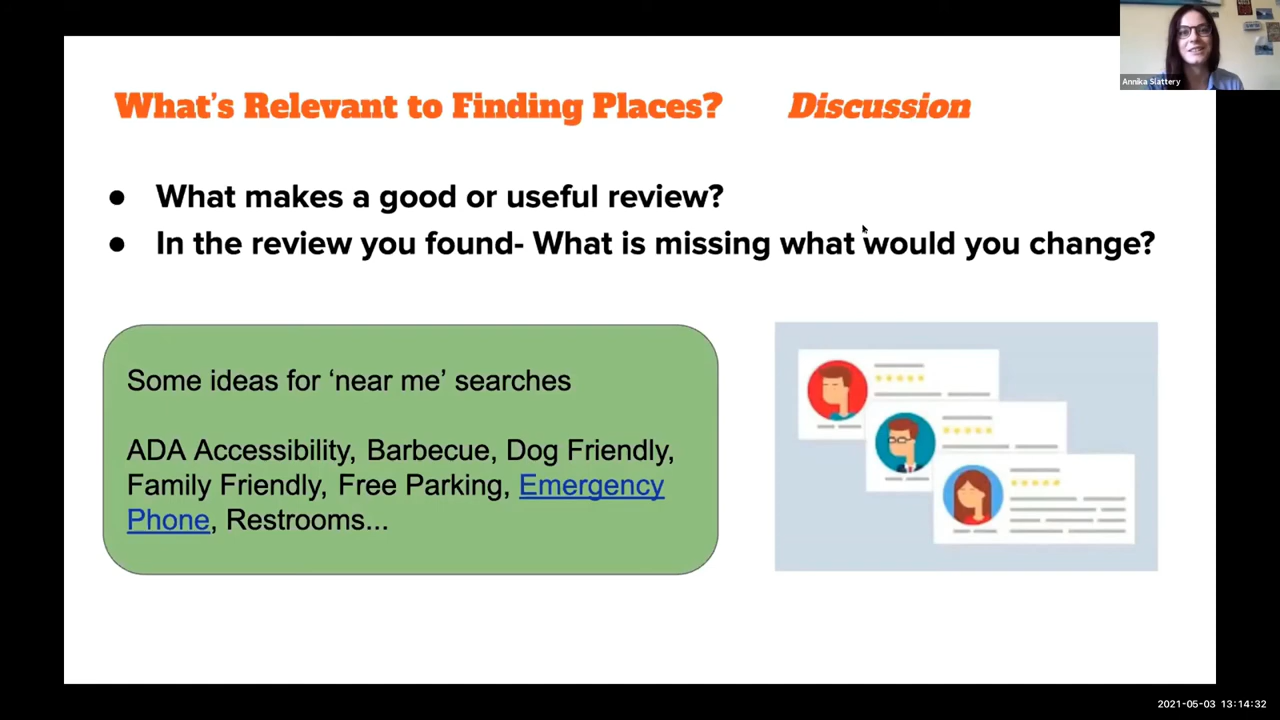 What's Relevant to Finding Places? Discussion
Annika Slattery
● What makes a good or useful review?
● In the review you found- What is missing what would you change?
Some ideas for ‘near me’ searches
ADA Accessibility, Barbecue, Dog Friendly,
Family Friendly, Free Parking, Emergency
Phone, Restrooms...
2021-05-03 13:14:32